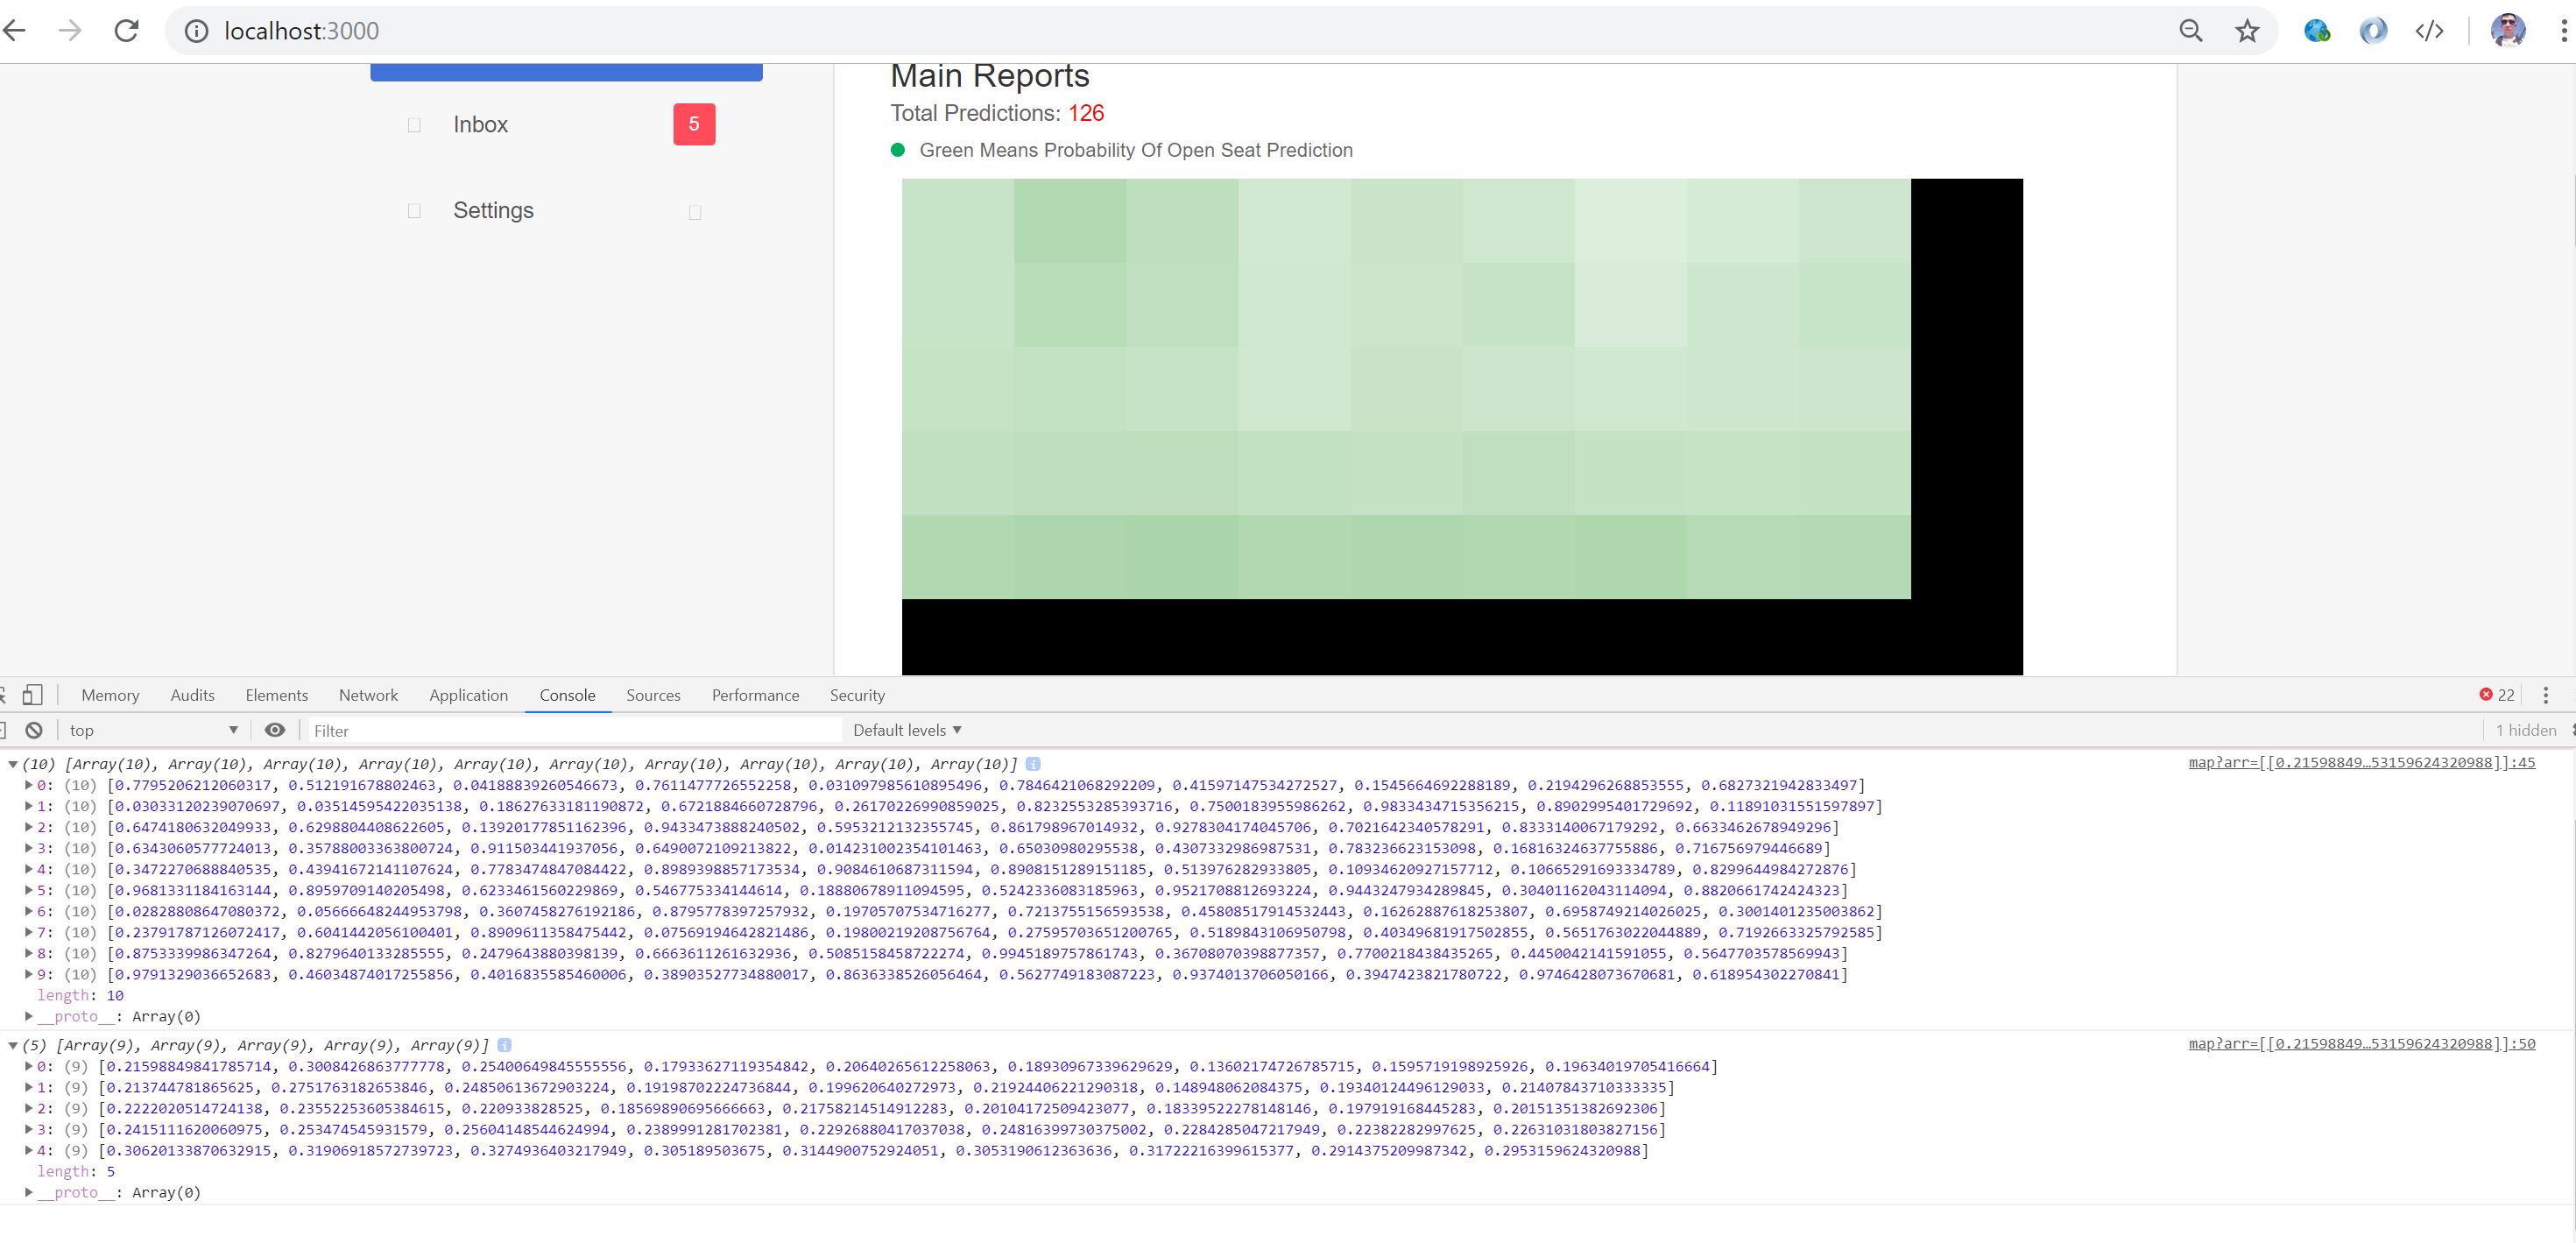 localhost:3000
Main Reports
Total Predictions: 126
Green Means Probability Of Open Seat Prediction
Inbox 5
Settings
Memory Audits Elements Network Application Console Sources Performance Security 22
top Filter Default levels 1 hidden
(10) [Array(10), Array(10), Array(10), Array(10), Array(10), Array(10), Array(10), Array(10), Array(10), Array(10)] map?arr=[[0.21598849…53159624320988]]:45
0: (10) [0.7795206212060317, 0.512191678802463, 0.04188839260546673, 0.7611477726552258, 0.031097985610895496, 0.7846421068292209, 0.41597147534272527, 0.1545664692288189, 0.2194296268853555, 0.6827321942833497]
1: (10) [0.03033120239070697, 0.03514595422035138, 0.18627633181190872, 0.6721884660728796, 0.26170226990859025, 0.8232553285393716, 0.7500183955986262, 0.9833434715356215, 0.8902995401729692, 0.11891031551597897]
2: (10) [0.6474180632049933, 0.6298804408622605, 0.13920177851162396, 0.9433473888240502, 0.5953212132355745, 0.861798967014932, 0.9278304174045706, 0.7021642340578291, 0.8333140067179292, 0.6633462678949296]
3: (10) [0.6343060577724013, 0.35788003363800724, 0.911503441937056, 0.6490072109213822, 0.014231002354101463, 0.65030980295538, 0.4307332986987531, 0.783236623153098, 0.16816324637755886, 0.716756979446689]
4: (10) [0.3472270688840535, 0.43941672141107624, 0.7783474847084422, 0.8989398857173534, 0.9084610687311594, 0.8908151289151185, 0.513976282933805, 0.10934620927157712, 0.10665291693334789, 0.8299644984272876]
5: (10) [0.9681331184163144, 0.8959709140205498, 0.6233461560229869, 0.546775334144614, 0.18880678911094595, 0.5242336083185963, 0.9521708812693224, 0.9443247934289845, 0.30401162043114094, 0.8820661742424323]
6: (10) [0.02828808647080372, 0.05666648244953798, 0.3607458276192186, 0.8795778397257932, 0.19705707534716277, 0.7213755156593538, 0.45808517914532443, 0.16262887618253807, 0.6958749214026025, 0.3001401235003862]
7: (10) [0.23791787126072417, 0.6041442056100401, 0.8909611358475442, 0.07569194642821486, 0.19800219208756764, 0.27595703651200765, 0.5189843106950798, 0.40349681917502855, 0.5651763022044889, 0.7192663325792585]
8: (10) [0.8753339986347264, 0.8279640133285555, 0.2479643880398139, 0.6663611261632936, 0.5085158458722274, 0.9945189757861743, 0.36708070398877357, 0.7700218438435265, 0.4450042141591055, 0.5647703578569943]
9: (10) [0.9791329036652683, 0.46034874017255856, 0.4016835585460006, 0.38903527734880017, 0.8636338526056464, 0.5627749183087223, 0.9374013706050166, 0.3947423821780722, 0.9746428073670681, 0.618954302270841]
length: 10
__proto__: Array(0)
(5) [Array(9), Array(9), Array(9), Array(9), Array(9)] map?arr=[[0.21598849…53159624320988]]:50
0: (9) [0.21598849841785714, 0.3008426863777778, 0.25400649845555556, 0.17933627119354842, 0.20640265612258063, 0.18930967339629629, 0.13602174726785715, 0.1595719198925926, 0.19634019705416664]
1: (9) [0.213744781865625, 0.2751763182653846, 0.24850613672903224, 0.19198702224736844, 0.199620640272973, 0.21924406221290318, 0.148948062084375, 0.19340124496129033, 0.21407843710333335]
2: (9) [0.2222020514724138, 0.23552253605384615, 0.220933828525, 0.18569890695666663, 0.21758214514912283, 0.20104172509423077, 0.18339522278148146, 0.197919168445283, 0.20151351382692306]
3: (9) [0.2415111620060975, 0.253474545931579, 0.25604148544624994, 0.2389991281702381, 0.22926880417037038, 0.24816399730375002, 0.2284285047217949, 0.22382282997625, 0.22631031803827156]
4: (9) [0.30620133870632915, 0.31906918572739723, 0.3274936403217949, 0.305189503675, 0.3144900752924051, 0.3053190612363636, 0.31722216399615377, 0.2914375209987342, 0.2953159624320988]
length: 5
__proto__: Array(0)